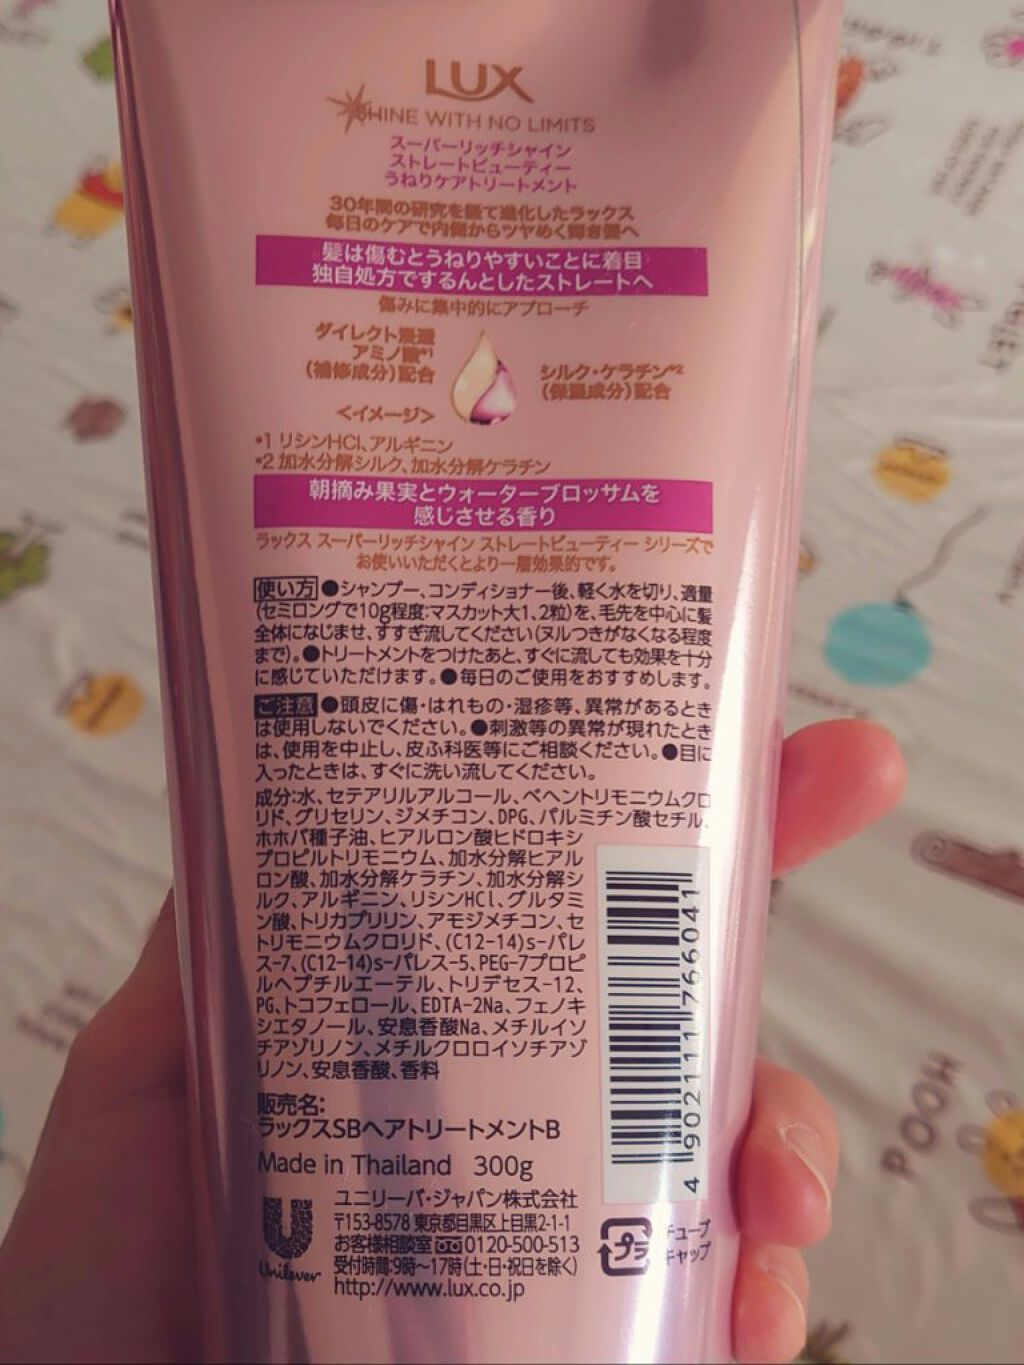 LUX
SHINE WITH NO LIMITS
スーパーリッチシャイン
ストレートビューティー
うねりケアトリートメント
30年間の研究を経て進化したラックス
毎日のケアで内側からツヤめく輝き髪へ
髪は傷むとうねりやすいことに着目
独自処方でするんとしたストレートへ
傷みに集中的にアプローチ
ダイレクト浸透
アミノ酸*1
(補修成分)配合
シルク・ケラチン*2
(保湿成分)配合
<イメージ>
*1 リシンHCl、アルギニン
*2 加水分解シルク、加水分解ケラチン
朝摘み果実とウォーターブロッサムを
感じさせる香り
ラックス スーパーリッチシャイン ストレートビューティー シリーズで
お使いいただくとより一層効果的です。
使い方 ●シャンプー、コンディショナー後、軽く水を切り、適量
(セミロングで10g程度:マスカット大1、2粒)を、毛先を中心に髪
全体になじませ、すすぎ流してください(ヌルつきがなくなる程度
まで)。●トリートメントをつけたあと、すぐに流しても効果を十分
に感じていただけます。●毎日のご使用をおすすめします。
ご注意 ●頭皮に傷・はれもの・湿疹等、異常があるとき
は使用しないでください。●刺激等の異常が現れたとき
は、使用を中止し、皮ふ科医等にご相談ください。●目に
入ったときは、すぐに洗い流してください。
成分:水、セテアリルアルコール、ベヘントリモニウムクロ
リド、グリセリン、ジメチコン、DPG、パルミチン酸セチル、
ホホバ種子油、ヒアルロン酸ヒドロキシ
プロピルトリモニウム、加水分解ヒアル
ロン酸、加水分解ケラチン、加水分解シ
ルク、アルギニン、リシンHCl、グルタミ
ン酸、トリカプリリン、アモジメチコン、セ
トリモニウムクロリド、(C12-14)s-パレ
ス-7、(C12-14)s-パレス-5、PEG-7プロピ
ルヘプチルエーテル、トリデセス-12、
PG、トコフェロール、EDTA-2Na、フェノキ
シエタノール、安息香酸Na、メチルイソ
チアゾリノン、メチルクロロイソチアゾ
リノン、安息香酸、香料
4 902111 766041
販売名:
ラックスSBヘアトリートメントB
Made in Thailand 300g
Unilever
ユニリーバ・ジャパン株式会社
〒153-8578 東京都目黒区上目黒2-1-1
お客様相談室 0120-500-513
受付時間:9時〜17時(土・日・祝日を除く)
http://www.lux.co.jp
プラ
チューブ
キャップ
POOH